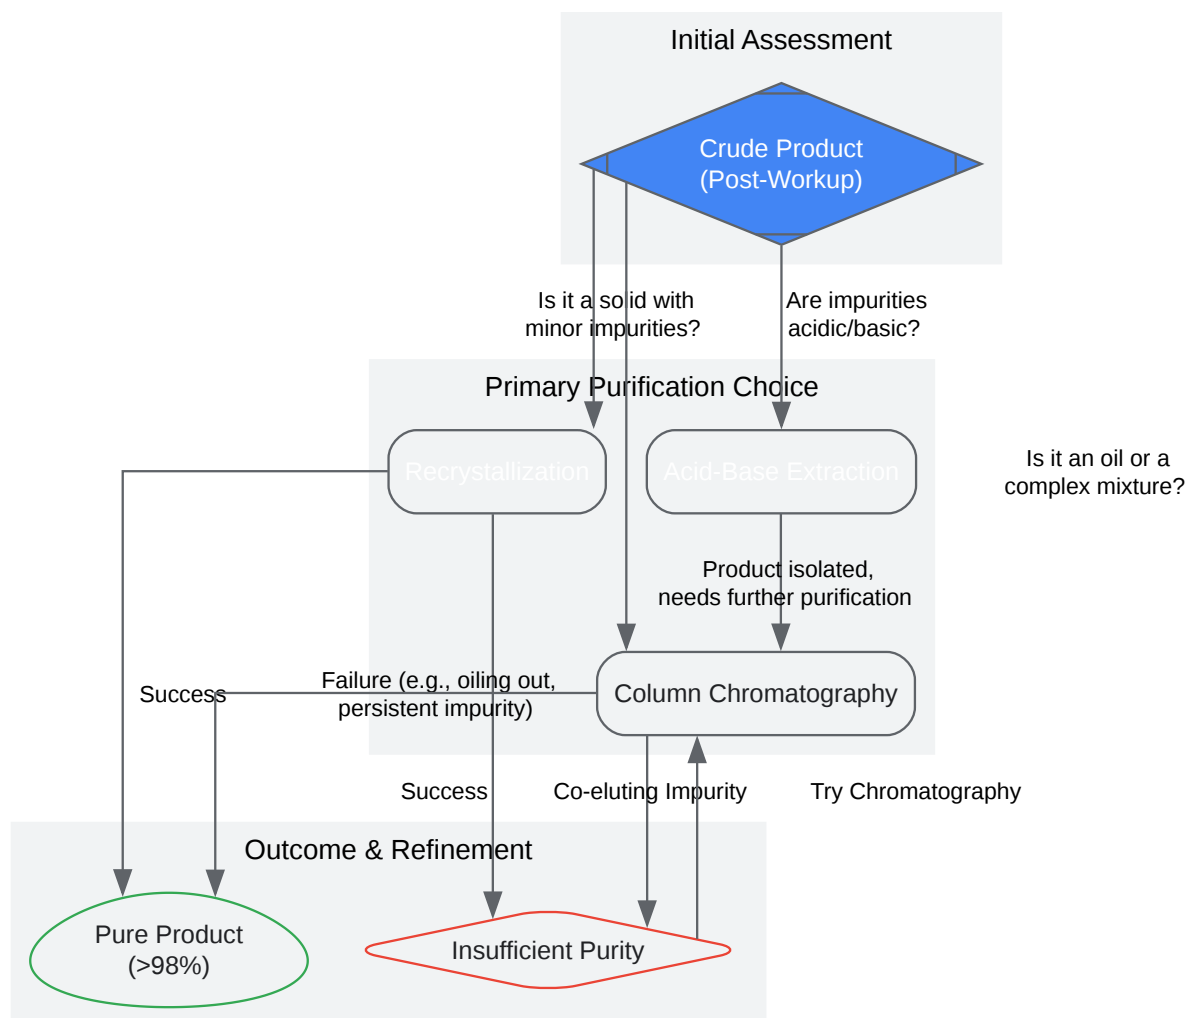 Initial Assessment
Crude Product
(Post-Workup)
Is it a solid with
minor impurities?
Are impurities
acidic/basic?
Primary Purification Choice
Recrystallization
Acid-Base Extraction
Is it an oil or a
complex mixture?
Product isolated,
needs further purification
Success
Failure (e.g., oiling out,
persistent impurity)
Column Chromatography
Success
Co-eluting Impurity
Try Chromatography
Outcome & Refinement
Pure Product
(>98%)
Insufficient Purity